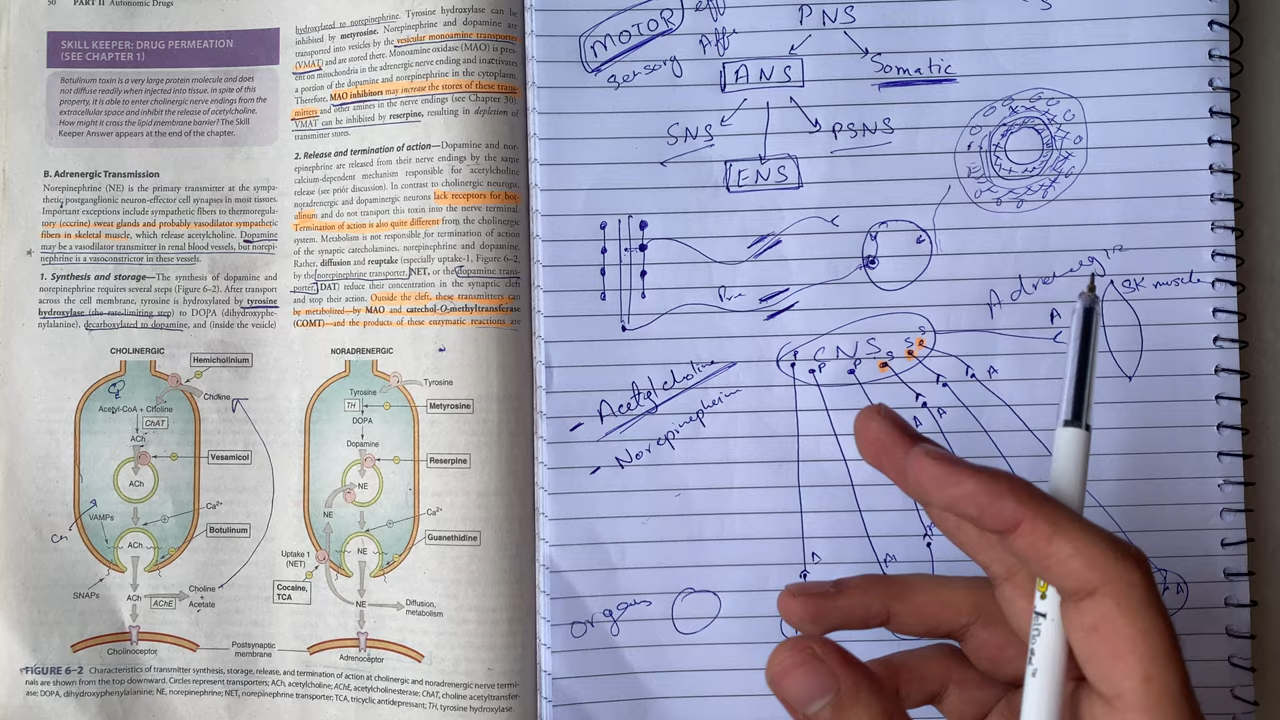 50 PART II Autonomic Drugs
SKILL KEEPER: DRUG PERMEATION
(SEE CHAPTER 1)
Botulinum toxin is a very large protein molecule and does
not diffuse readily when injected into tissue. In spite of this
property, it is able to enter cholinergic nerve endings from the
extracellular space and inhibit the release of acetylcholine.
How might it cross the lipid membrane barrier? The Skill
Keeper Answer appears at the end of the chapter.
B. Adrenergic Transmission
Norepinephrine (NE) is the primary transmitter at the sympa-
thetic postganglionic neuron-effector cell synapses in most tissues.
Important exceptions include sympathetic fibers to thermoregula-
tory (eccrine) sweat glands and probably vasodilator sympathetic
fibers in skeletal muscle, which release acetylcholine. Dopamine
may be a vasodilator transmitter in renal blood vessels, but norepi-
nephrine is a vasoconstrictor in these vessels.
1. Synthesis and storage—The synthesis of dopamine and
norepinephrine requires several steps (Figure 6–2). After transport
across the cell membrane, tyrosine is hydroxylated by tyrosine
hydroxylase (the rate-limiting step) to DOPA (dihydroxyphe-
nylalanine), decarboxylated to dopamine, and (inside the vesicle)
hydroxylated to norepinephrine. Tyrosine hydroxylase can be
inhibited by metyrosine. Norepinephrine and dopamine are
transported into vesicles by the vesicular monoamine transporter
(VMAT) and are stored there. Monoamine oxidase (MAO) is pres-
ent on mitochondria in the adrenergic nerve ending and inactivates
a portion of the dopamine and norepinephrine in the cytoplasm.
Therefore, MAO inhibitors may increase the stores of these trans-
mitters and other amines in the nerve endings (see Chapter 30).
VMAT can be inhibited by reserpine, resulting in depletion of
transmitter stores.
2. Release and termination of action—Dopamine and nor-
epinephrine are released from their nerve endings by the same
calcium-dependent mechanism responsible for acetylcholine
release (see prior discussion). In contrast to cholinergic neurons,
noradrenergic and dopaminergic neurons lack receptors for bot-
ulinum and do not transport this toxin into the nerve terminal.
Termination of action is also quite different from the cholinergic
system. Metabolism is not responsible for termination of action
of the synaptic catecholamines, norepinephrine and dopamine.
Rather, diffusion and reuptake (especially uptake-1, Figure 6–2,
by the norepinephrine transporter, NET, or the dopamine trans-
porter, DAT) reduce their concentration in the synaptic cleft
and stop their action. Outside the cleft, these transmitters can
be metabolized—by MAO and catechol-O-methyltransferase
(COMT)—and the products of these enzymatic reactions are
CHOLINERGIC
Hemicholinium
Choline
Acetyl-CoA + Choline
ChAT
ACh
Vesamicol
ACh
Ca2+
VAMPs
Botulinum
ACh
SNAPs
ACh
AChE
Choline
+
Acetate
Cholinoceptor
Postsynaptic
membrane
NORADRENERGIC
Tyrosine
Tyrosine
TH
Metyrosine
DOPA
Dopamine
Reserpine
NE
NE
Ca2+
Guanethidine
NE
Uptake 1
(NET)
Cocaine,
TCA
NE
Diffusion,
metabolism
Adrenoceptor
FIGURE 6–2 Characteristics of transmitter synthesis, storage, release, and termination of action at cholinergic and noradrenergic nerve termi-
nals are shown from the top downward. Circles represent transporters; ACh, acetylcholine; AChE, acetylcholinesterase; ChAT, choline acetyltransfer-
ase; DOPA, dihydroxyphenylalanine; NE, norepinephrine; NET, norepinephrine transporter; TCA, tricyclic antidepressant; TH, tyrosine hydroxylase.
MOTOR eff
Sensory Affe
PNS
ANS
Somatic
SNS
PSNS
ENS
Pre
Adrenergic
SK muscle
A
CNS
P P P S S S
- Acetylcholine
- Norepinepherin
A
A
A
A
A
A
organ